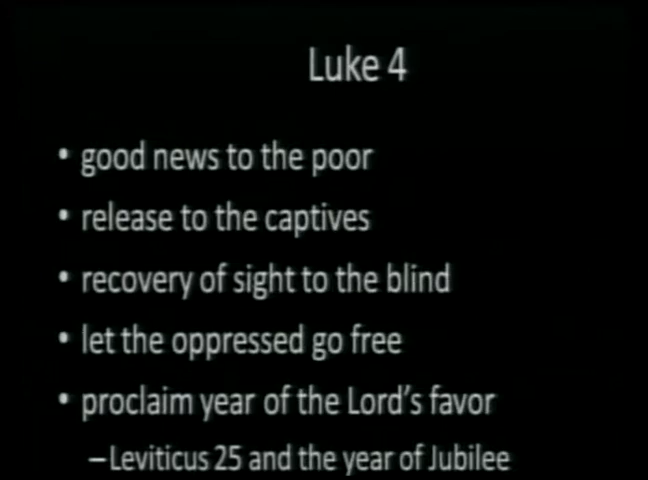 Luke 4
• good news to the poor
• release to the captives
• recovery of sight to the blind
• let the oppressed go free
• proclaim year of the Lord's favor
–Leviticus 25 and the year of Jubilee